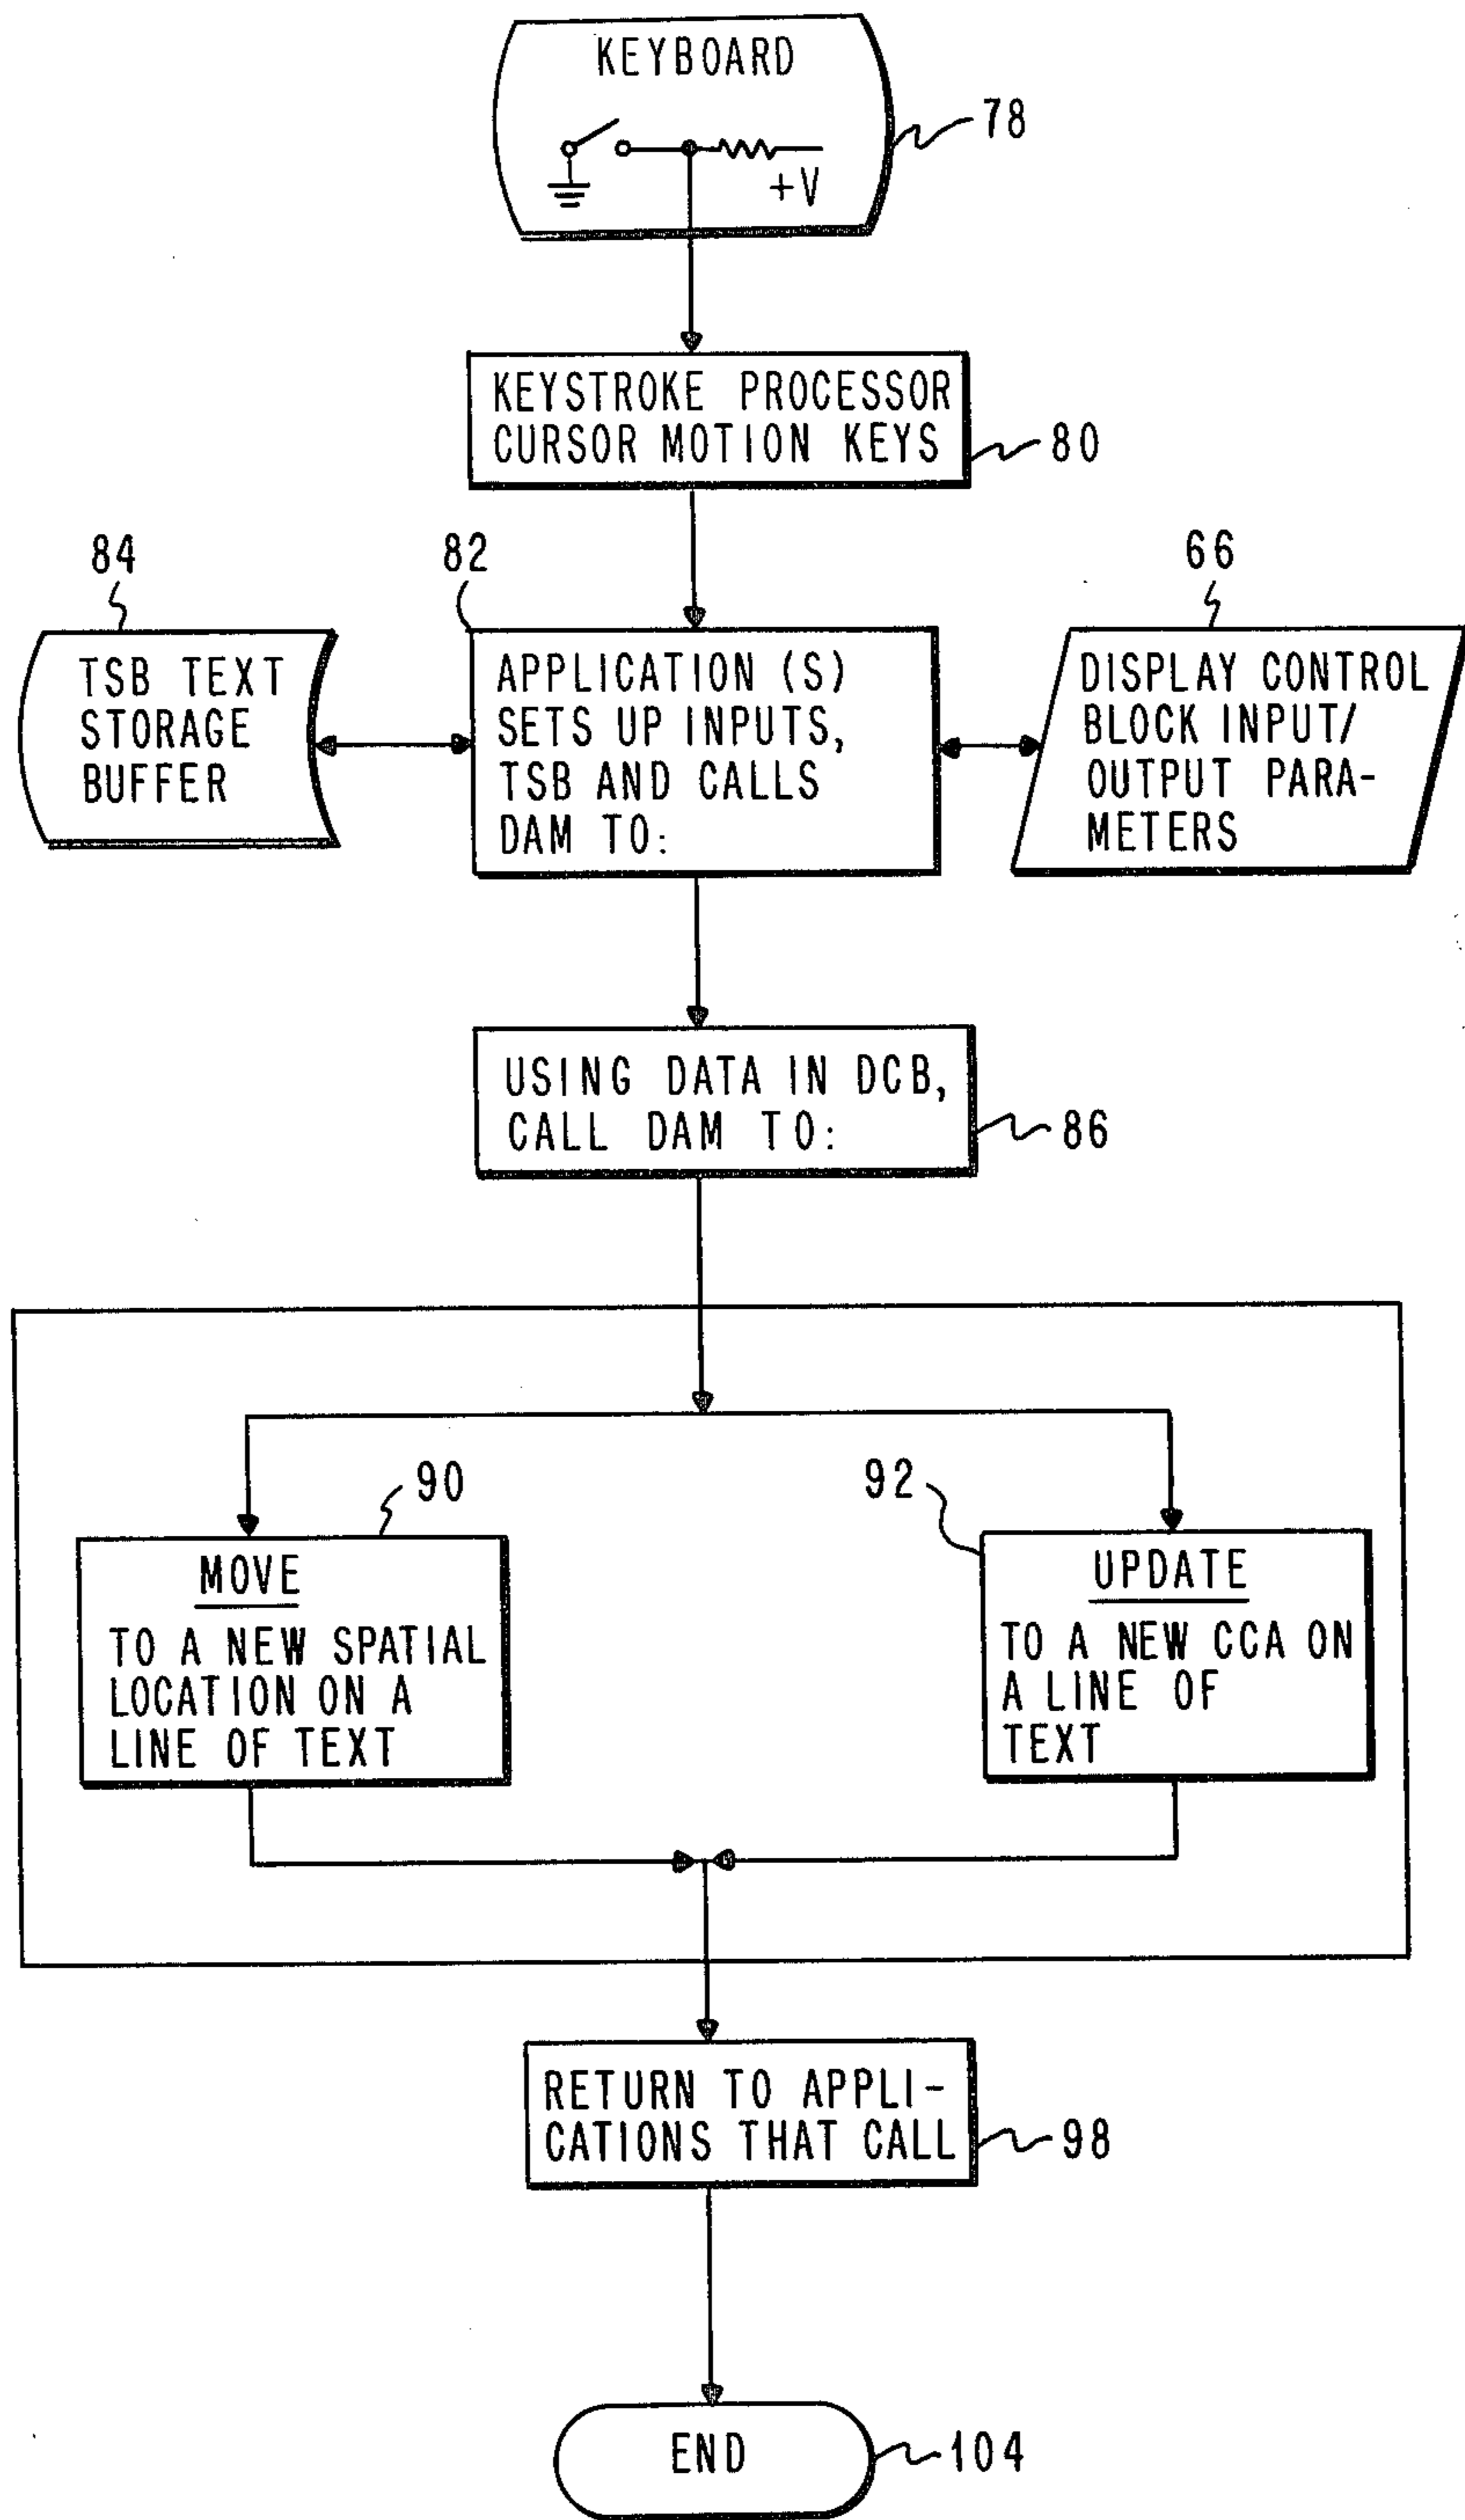 KEYBOARD
78
+V
KEYSTROKE PROCESSOR
CURSOR MOTION KEYS
80
84
82
66
TSB TEXT
STORAGE
BUFFER
APPLICATION (S)
SETS UP INPUTS,
TSB AND CALLS
DAM TO:
DISPLAY CONTROL
BLOCK INPUT/
OUTPUT PARA-
METERS
USING DATA IN DCB,
CALL DAM TO:
86
90
92
MOVE
TO A NEW SPATIAL
LOCATION ON A
LINE OF TEXT
UPDATE
TO A NEW CCA ON
A LINE OF
TEXT
RETURN TO APPLI-
CATIONS THAT CALL
98
END
104